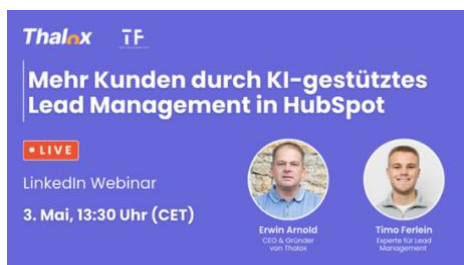 Thalox TF
Mehr Kunden durch KI-gestütztes
Lead Management in HubSpot
• LIVE
LinkedIn Webinar
3. Mai, 13:30 Uhr (CET)
Erwin Arnold
CEO & Gründer
von Thalox
Timo Ferlein
Experte für Lead
Management